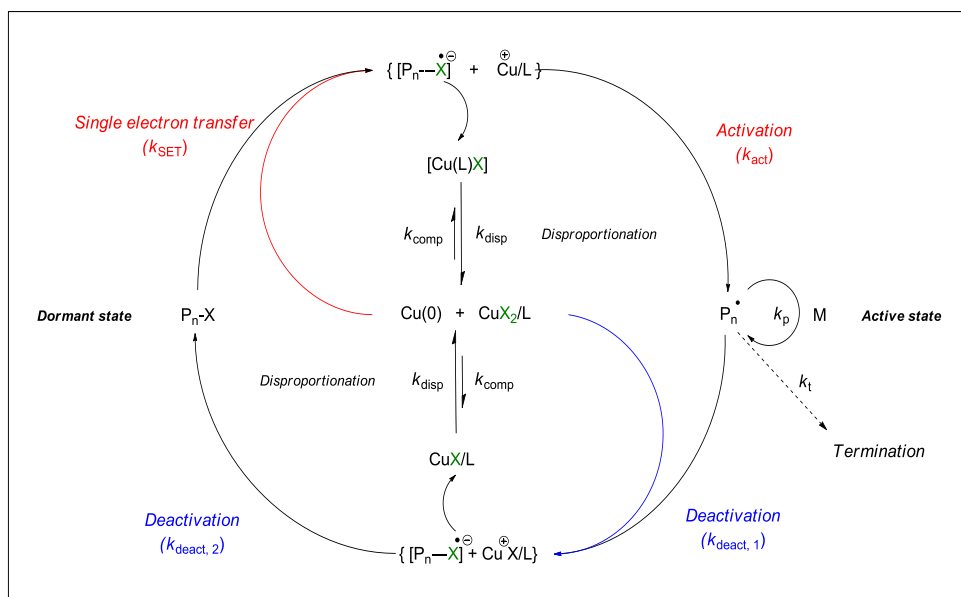 { [Pn---Ẋ]⊖ + ⊕Cu/L }
Single electron transfer
(kSET)
Activation
(kact)
[Cu(L)X]
kcomp kdisp Disproportionation
Dormant state Pn-X Cu(0) + CuX2/L Pn• kp M Active state
Disproportionation kdisp kcomp
kt
Termination
CuX/L
Deactivation
(kdeact, 2)
Deactivation
(kdeact, 1)
{ [Pn—Ẋ]⊖ + Cu⊕X/L}